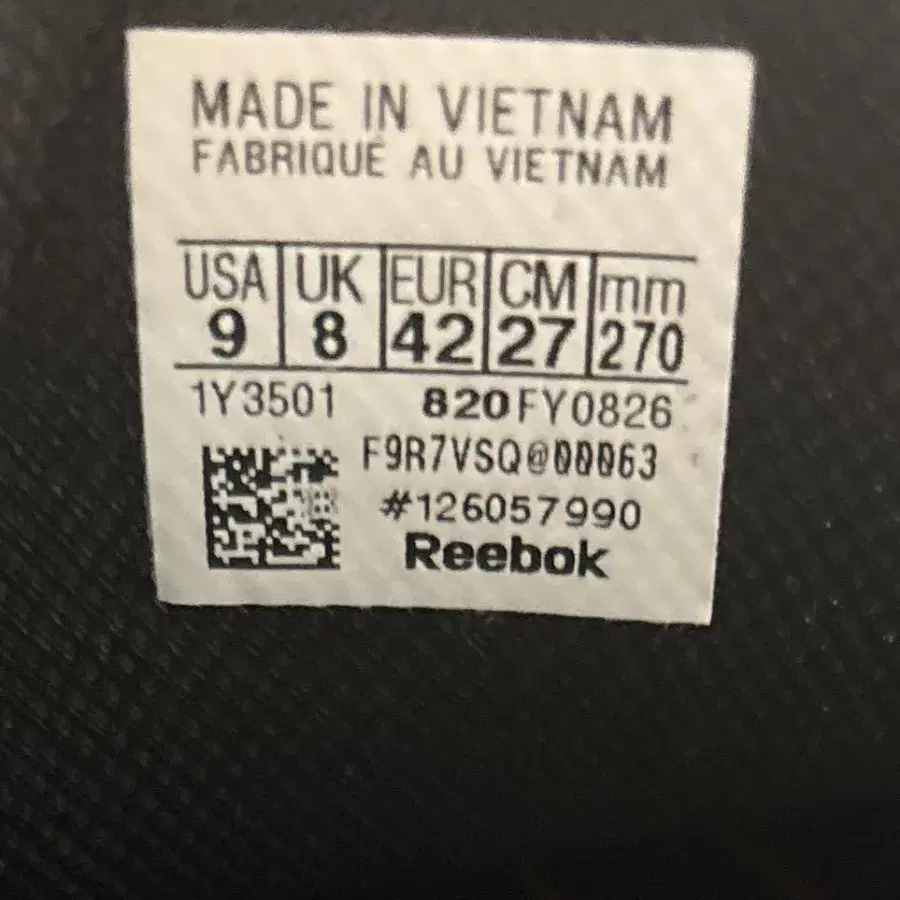 MADE IN VIETNAM
FABRIQUÉ AU VIETNAM
USA UK EUR CM mm
9 8 42 27 270
1Y3501 820FY0826
F9R7VSQ@00063
#126057990
Reebok